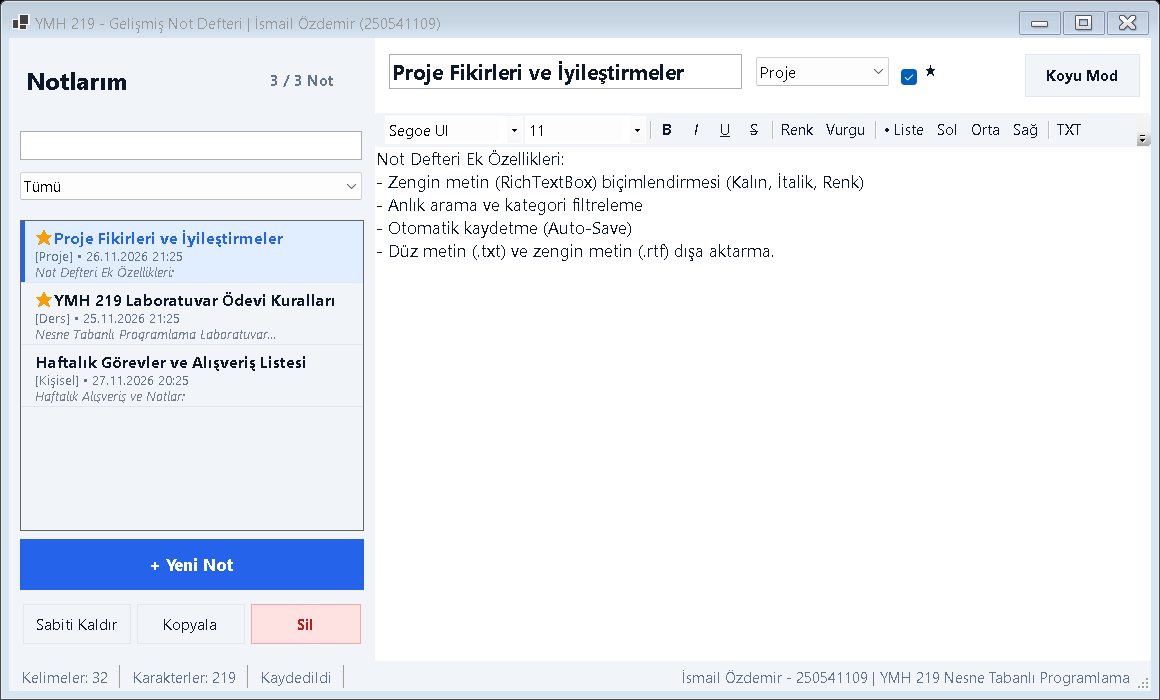 YMH 219 - Gelişmiş Not Defteri | İsmail Özdemir (250541109)
Notlarım
3 / 3 Not
Tümü
⭐Proje Fikirleri ve İyileştirmeler
[Proje] • 26.11.2026 21:25
Not Defteri Ek Özellikleri:
⭐YMH 219 Laboratuvar Ödevi Kuralları
[Ders] • 25.11.2026 21:25
Nesne Tabanlı Programlama Laboratuvar...
Haftalık Görevler ve Alışveriş Listesi
[Kişisel] • 27.11.2026 20:25
Haftalık Alışveriş ve Notlar:
+ Yeni Not
Sabiti Kaldır Kopyala Sil
Proje Fikirleri ve İyileştirmeler Proje ★ Koyu Mod
Segoe UI 11 B I U S Renk Vurgu • Liste Sol Orta Sağ TXT
Not Defteri Ek Özellikleri:
- Zengin metin (RichTextBox) biçimlendirmesi (Kalın, İtalik, Renk)
- Anlık arama ve kategori filtreleme
- Otomatik kaydetme (Auto-Save)
- Düz metin (.txt) ve zengin metin (.rtf) dışa aktarma.
Kelimeler: 32 Karakterler: 219 Kaydedildi
İsmail Özdemir - 250541109 | YMH 219 Nesne Tabanlı Programlama